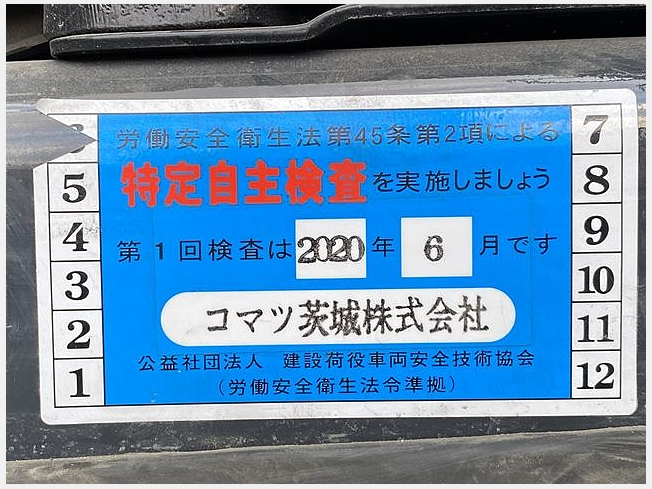 労働安全衛生法第45条第2項による
特定自主検査を実施しましょう
第1回検査は2020年6月です
コマツ茨城株式会社
公益社団法人 建設荷役車両安全技術協会
(労働安全衛生法令準拠)
5
4
3
2
1
7
8
9
10
11
12